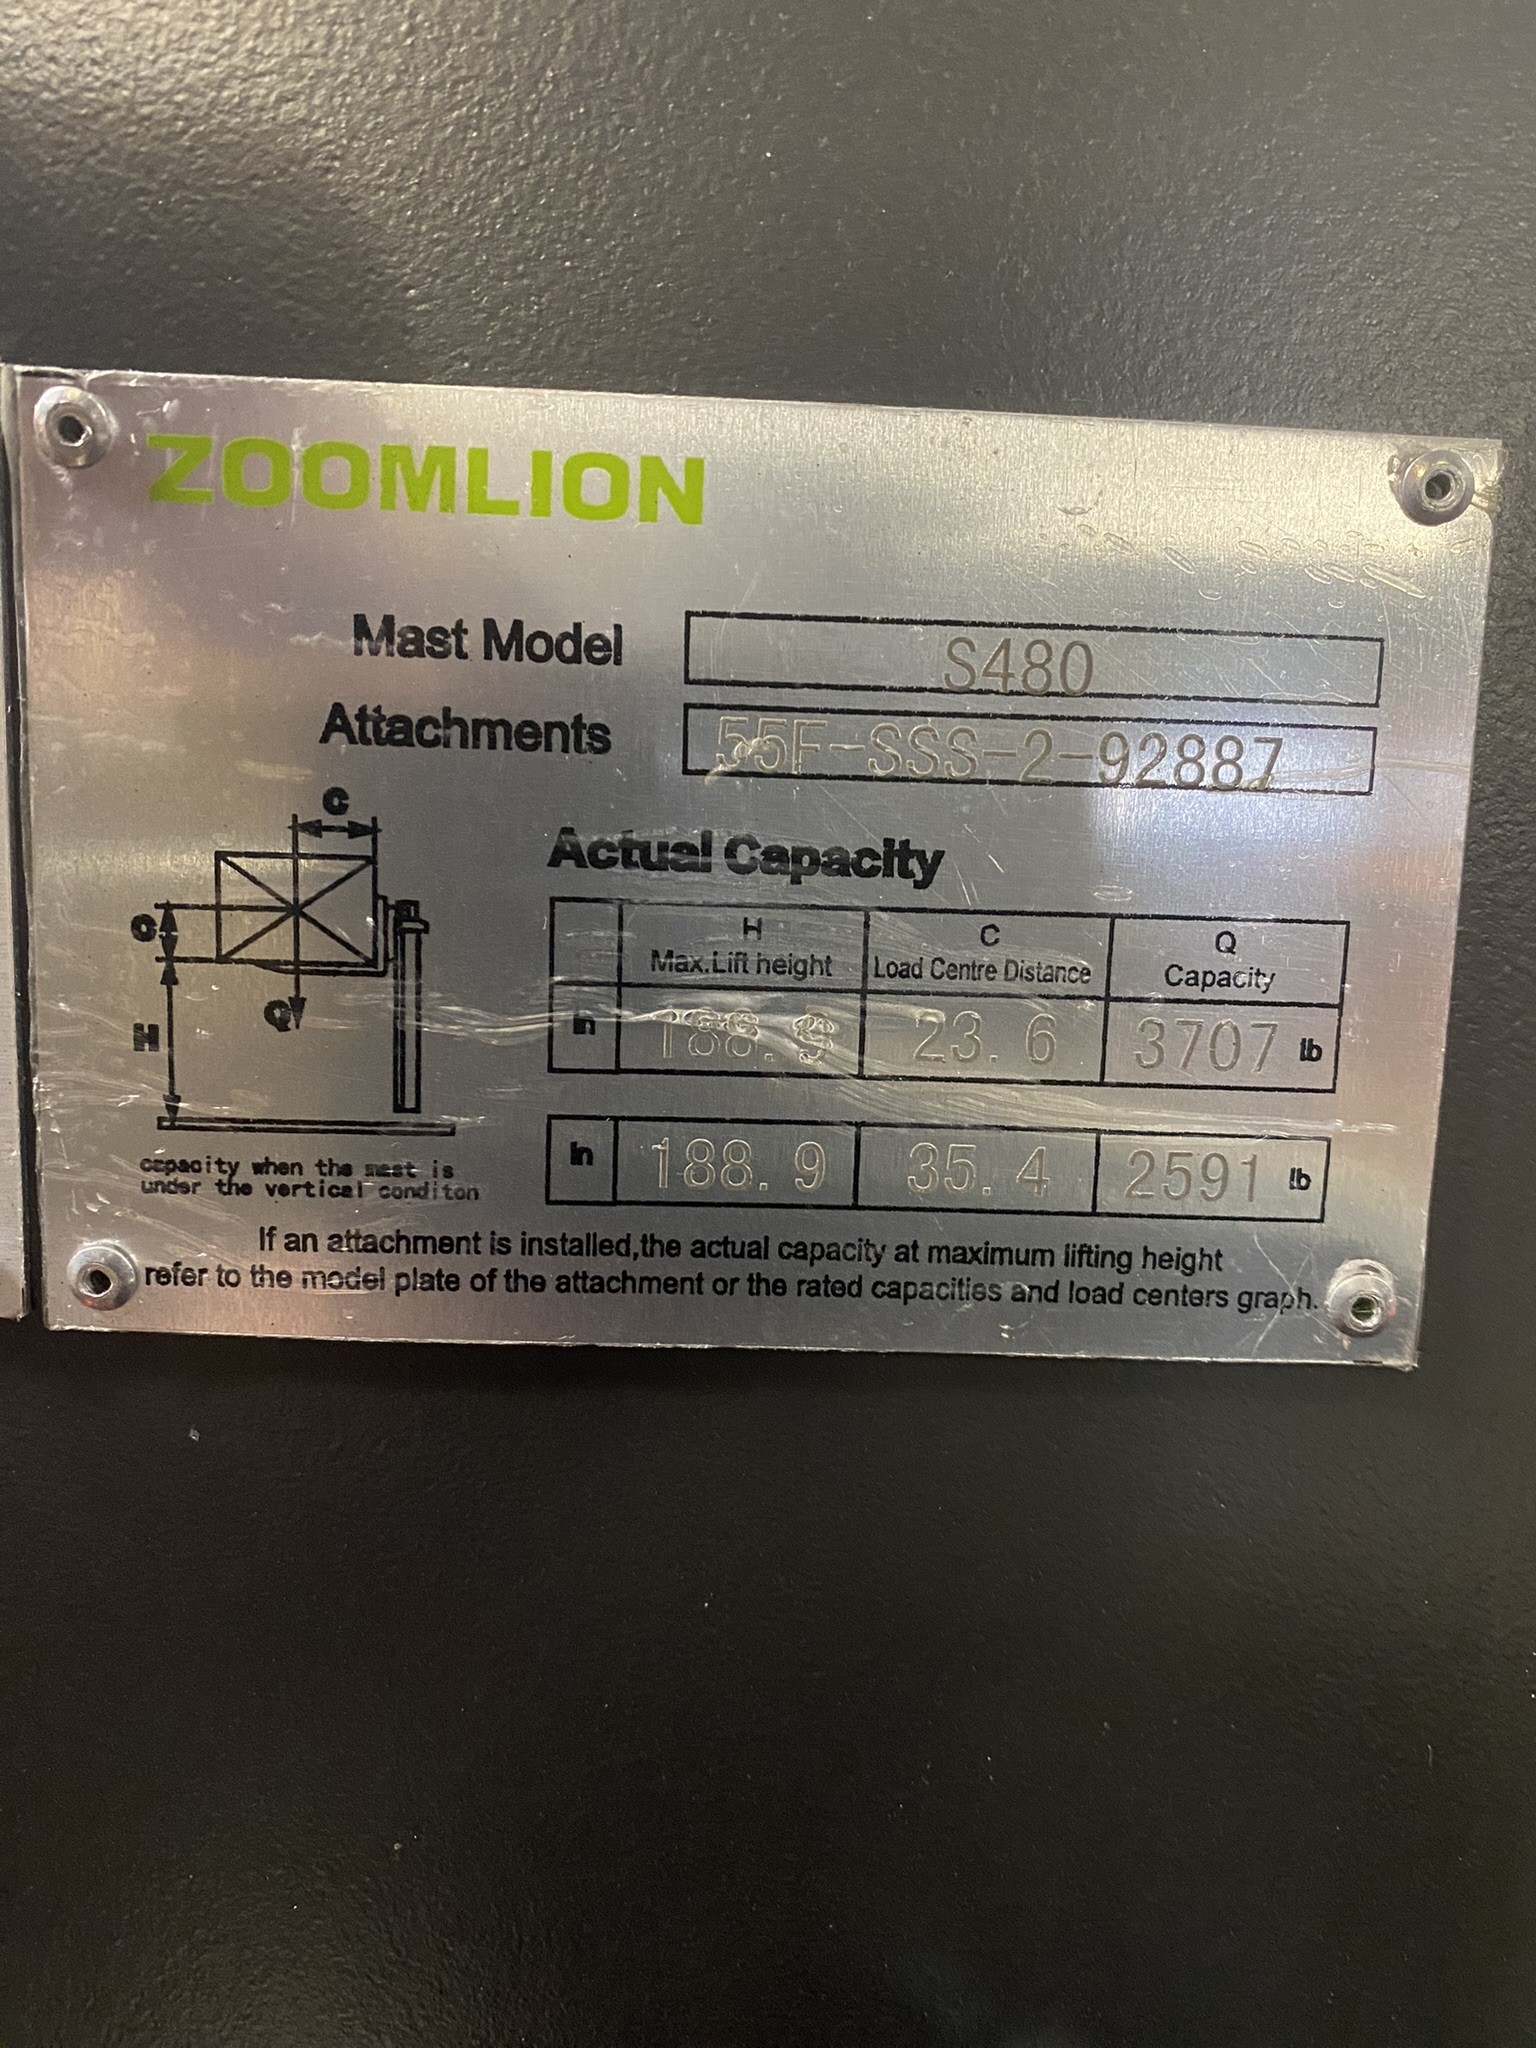 ZOOMLION
Mast Model S480
Attachments 55F-SSS-2-92887
C
Actual Capacity
H C Q
Max.Lift height Load Centre Distance Capacity
in 188.9 23.6 3707 lb
in 188.9 35.4 2591 lb
C
Q
H
capacity when the mast is
under the vertical conditon
If an attachment is installed,the actual capacity at maximum lifting height
refer to the model plate of the attachment or the rated capacities and load centers graph.